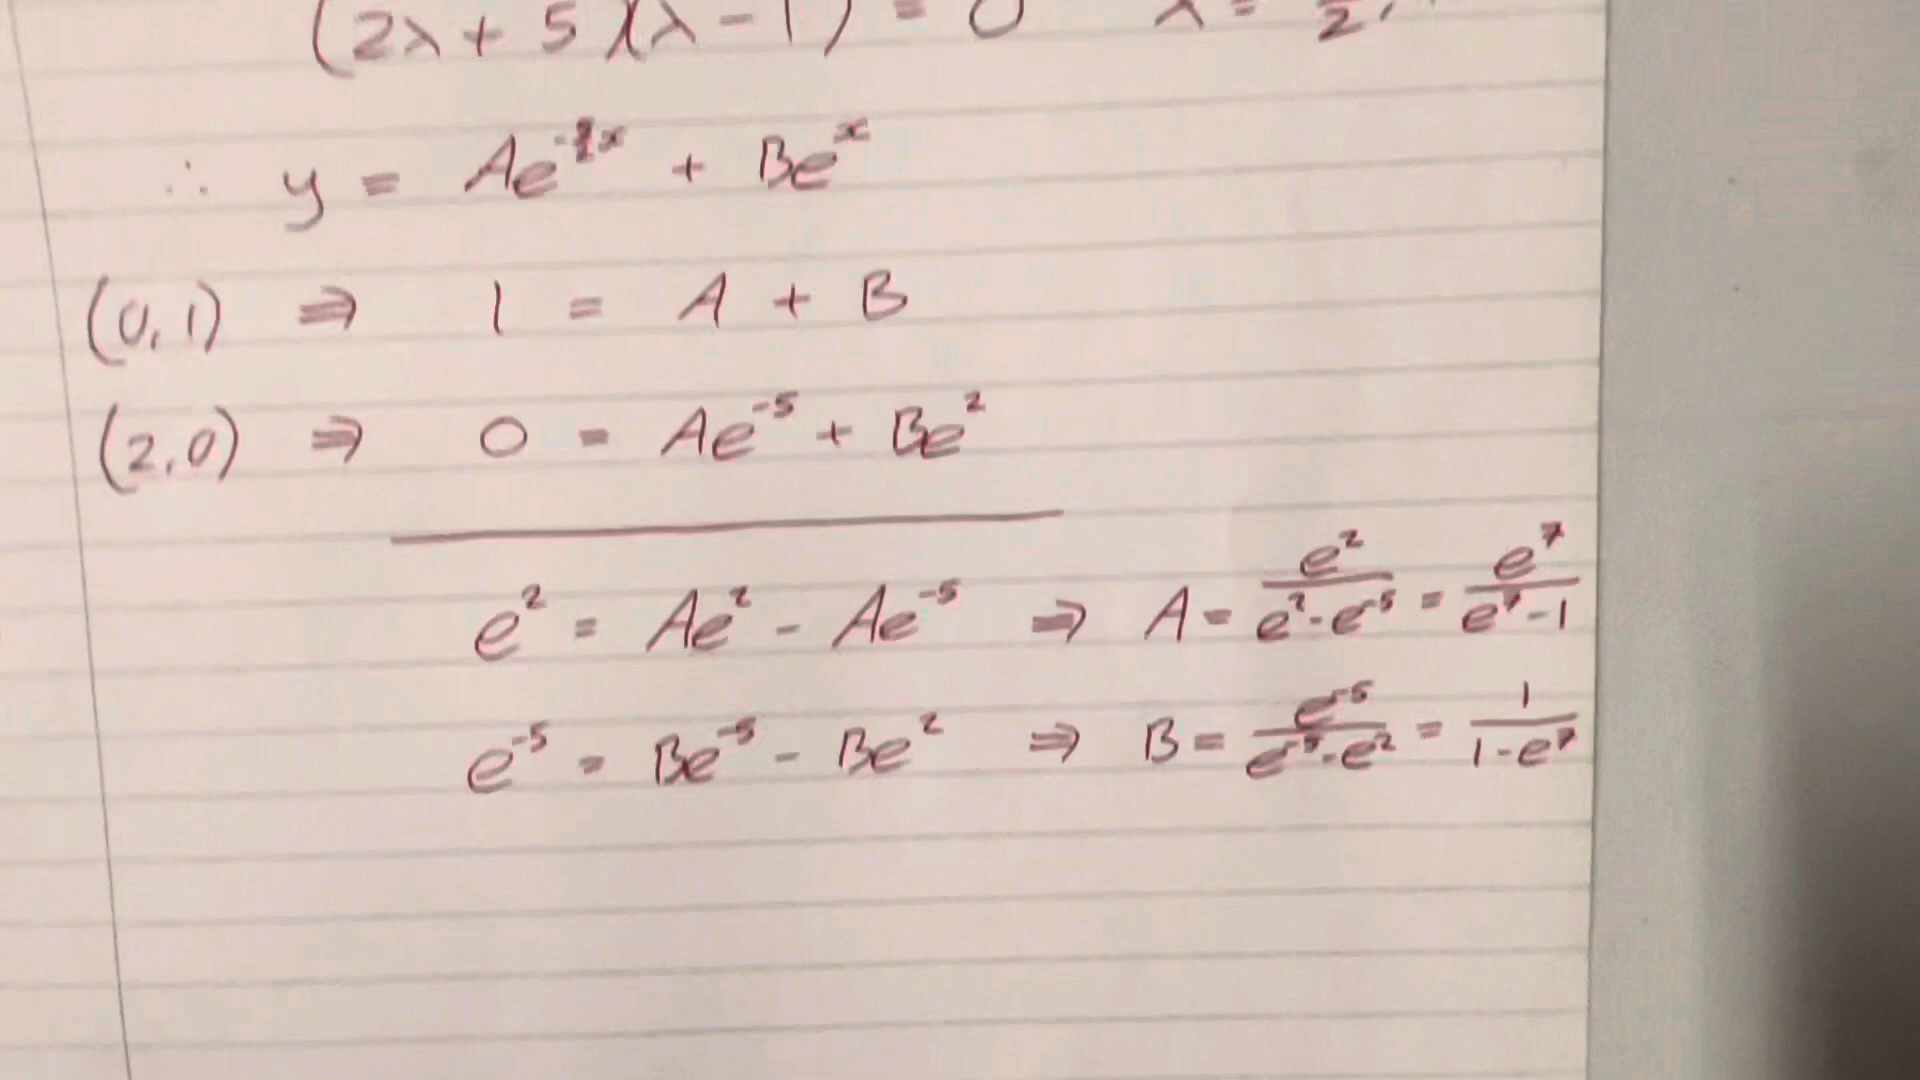 (2λ + 5)(λ - 1) = 0 λ =
∴ y = Ae^x + Be^x
(0,1) ⇒ 1 = A + B
(2,0) ⇒ 0 = Ae^-5 + Be^2
e^2 = Ae^2 - Ae^-5 ⇒ A = e^2/(e^2 - e^-5) = e^7/(e^7 - 1)
e^-5 = Be^-5 - Be^2 ⇒ B = e^-5/(e^-5 - e^2) = 1/(1 - e^7)